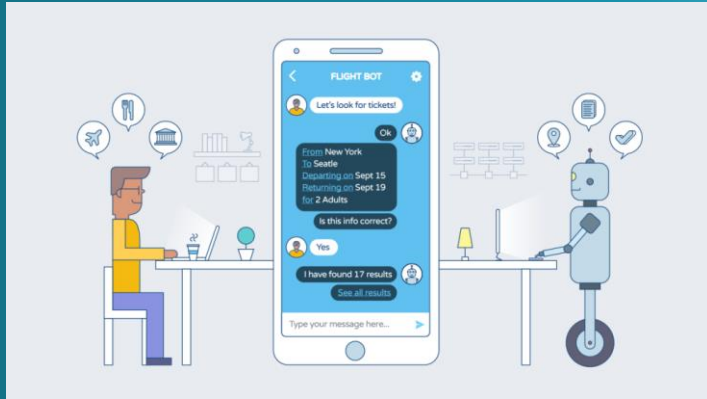 FLIGHT BOT
Let's look for tickets!
Ok
From New York
To Seatle
Departing on Sept 15
Returning on Sept 19
for 2 Adults
Is this info correct?
Yes
I have found 17 results
See all results
Type your message here...